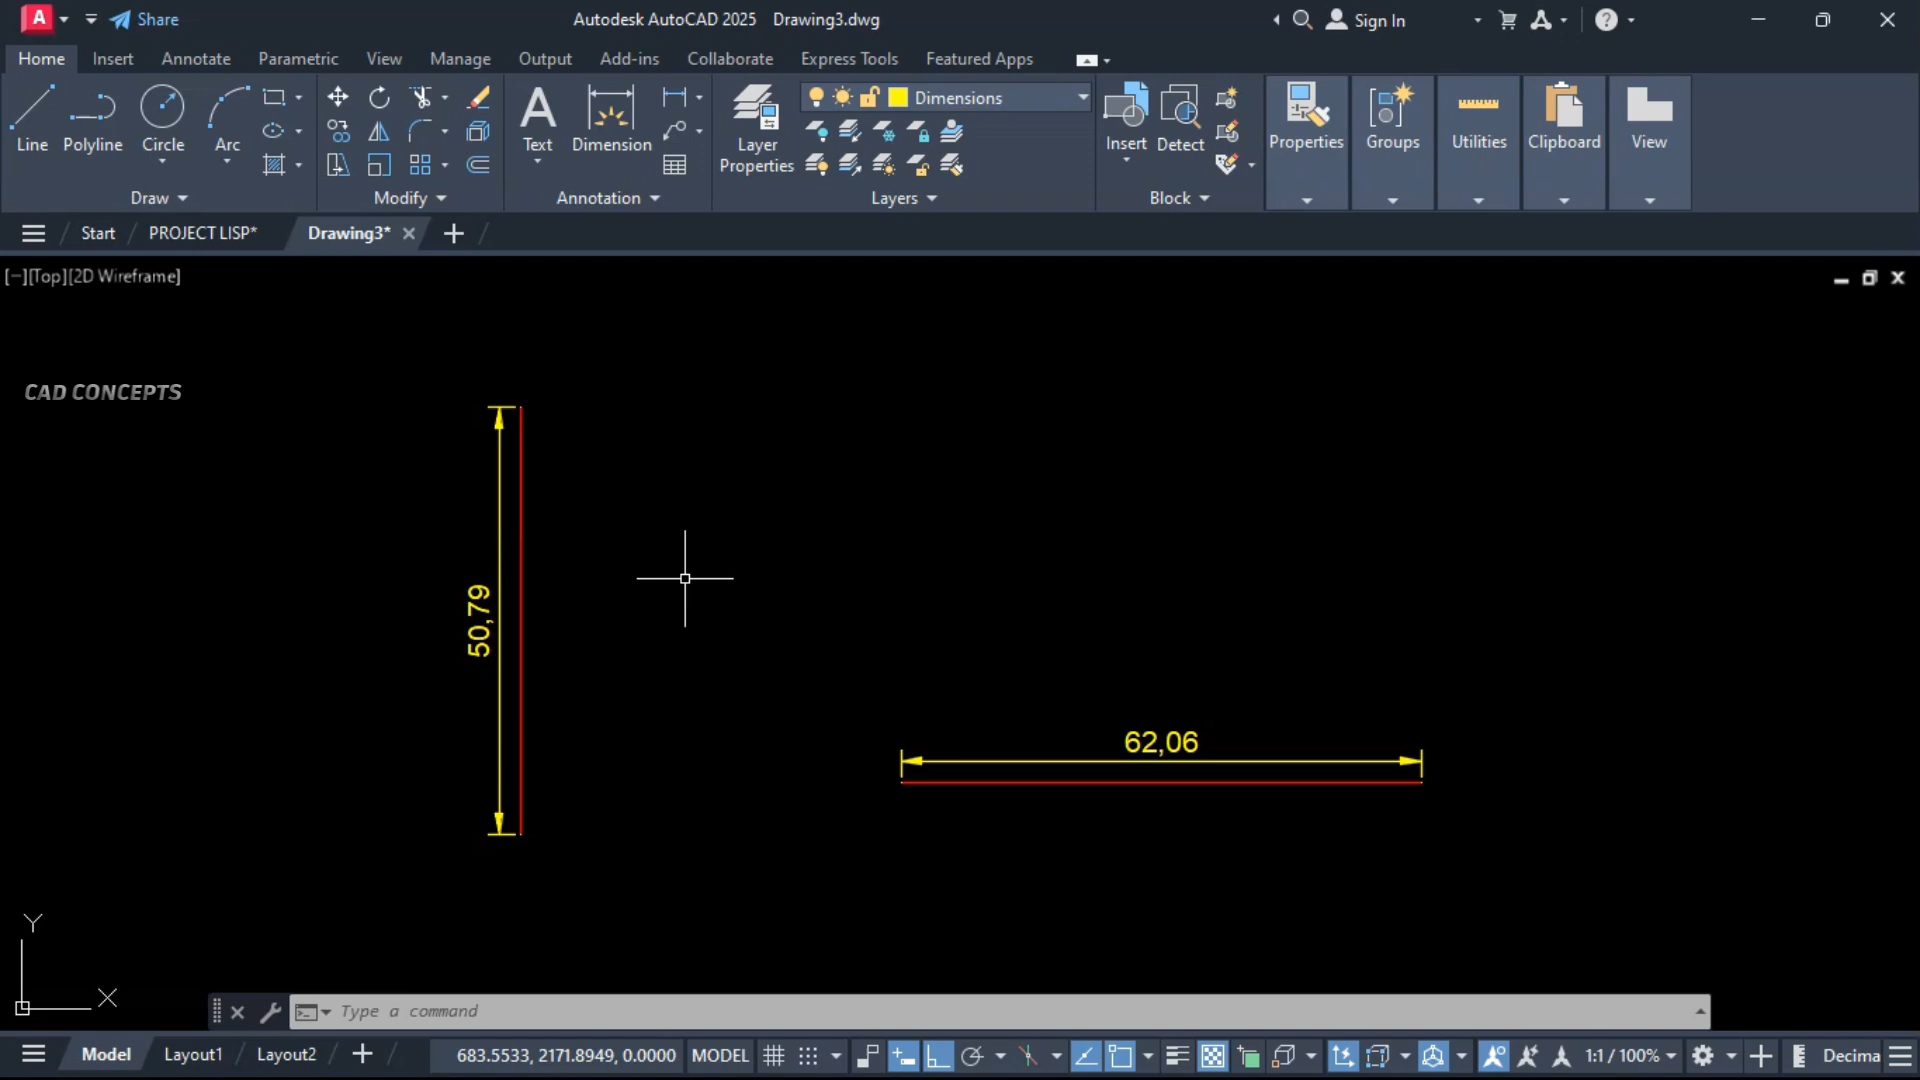 A Share Autodesk AutoCAD 2025 Drawing3.dwg Sign In ?
Home Insert Annotate Parametric View Manage Output Add-ins Collaborate Express Tools Featured Apps
Dimensions
Line Polyline Circle Arc Text Dimension Layer Properties Insert Detect Properties Groups Utilities Clipboard View
Draw Modify Annotation Layers Block
Start PROJECT LISP* Drawing3* +
[−][Top][2D Wireframe]
CAD CONCEPTS
50,79
62,06
Y
X
Type a command
Model Layout1 Layout2 + 683.5533, 2171.8949, 0.0000 MODEL 1:1 / 100% Decima